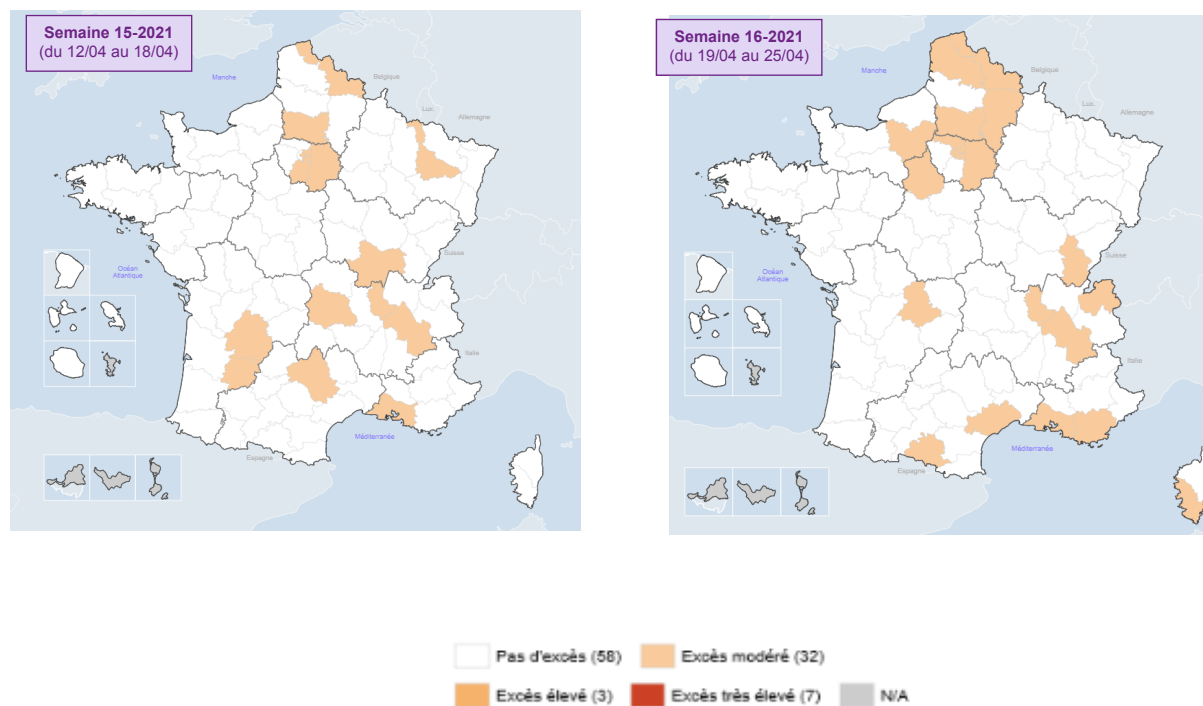 Semaine 15-2021
(du 12/04 au 18/04)
Manche
Belgique
Lux.
Allemagne
Suisse
Océan
Atlantique
Italie
Méditerranée
Espagne
Semaine 16-2021
(du 19/04 au 25/04)
Manche
Belgique
Lux.
Allemagne
Suisse
Océan
Atlantique
Italie
Méditerranée
Espagne
Pas d'excès (58)
Excès modéré (32)
Excès élevé (3)
Excès très élevé (7)
N/A